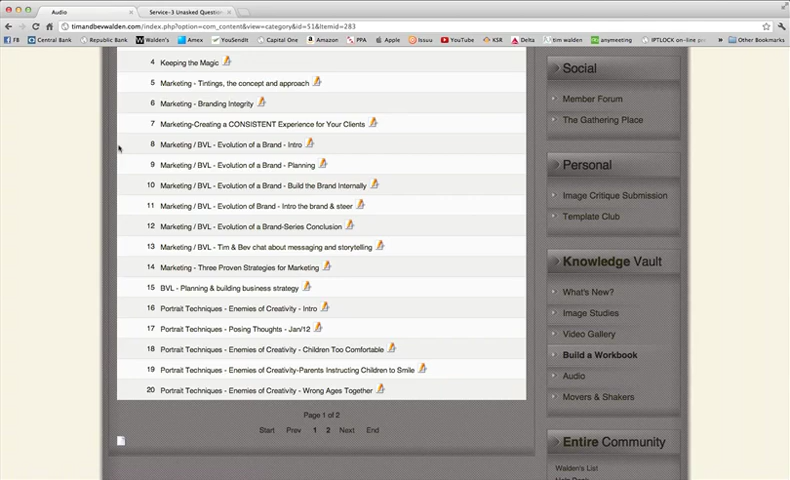 Audio
Service-3 Unasked Question
timandbevwalden.com/index.php?option=com_content&view=category&id=51&Itemid=283
FB Central Bank Republic Bank Walden's Amex YouSendIt Capital One Amazon PPA Apple Issuu YouTube KSR Delta tim walden anymeeting IPTLOCK on-line pro Other Bookmarks
4 Keeping the Magic
5 Marketing - Tintings, the concept and approach
6 Marketing - Branding Integrity
7 Marketing-Creating a CONSISTENT Experience for Your Clients
8 Marketing / BVL - Evolution of a Brand - Intro
9 Marketing / BVL - Evolution of a Brand - Planning
10 Marketing / BVL - Evolution of a Brand - Build the Brand Internally
11 Marketing / BVL - Evolution of Brand - Intro the brand & steer
12 Marketing / BVL - Evolution of a Brand-Series Conclusion
13 Marketing / BVL - Tim & Bev chat about messaging and storytelling
14 Marketing - Three Proven Strategies for Marketing
15 BVL - Planning & building business strategy
16 Portrait Techniques - Enemies of Creativity - Intro
17 Portrait Techniques - Posing Thoughts - Jan/12
18 Portrait Techniques - Enemies of Creativity - Children Too Comfortable
19 Portrait Techniques - Enemies of Creativity-Parents Instructing Children to Smile
20 Portrait Techniques - Enemies of Creativity - Wrong Ages Together
Page 1 of 2
Start Prev 1 2 Next End
Social
Member Forum
The Gathering Place
Personal
Image Critique Submission
Template Club
Knowledge Vault
What's New?
Image Studies
Video Gallery
Build a Workbook
Audio
Movers & Shakers
Entire Community
Walden's List
Help Desk